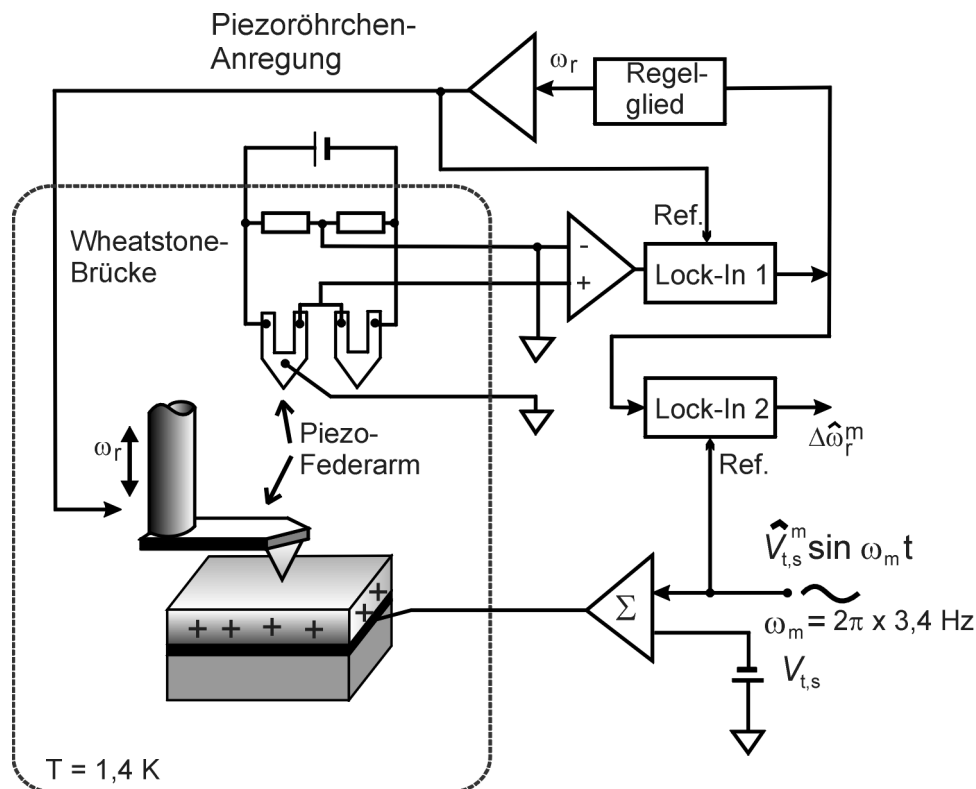 Piezoröhrchen-
Anregung
ω_r
Regel-
glied
Ref.
Wheatstone-
Brücke
-
+
Lock-In 1
Lock-In 2
Δω̂_r^m
Ref.
ω_r
Piezo-
Federarm
V̂_t,s^m sin ω_m t
Σ
ω_m = 2π x 3,4 Hz
V_t,s
+ + + + + +
T = 1,4 K